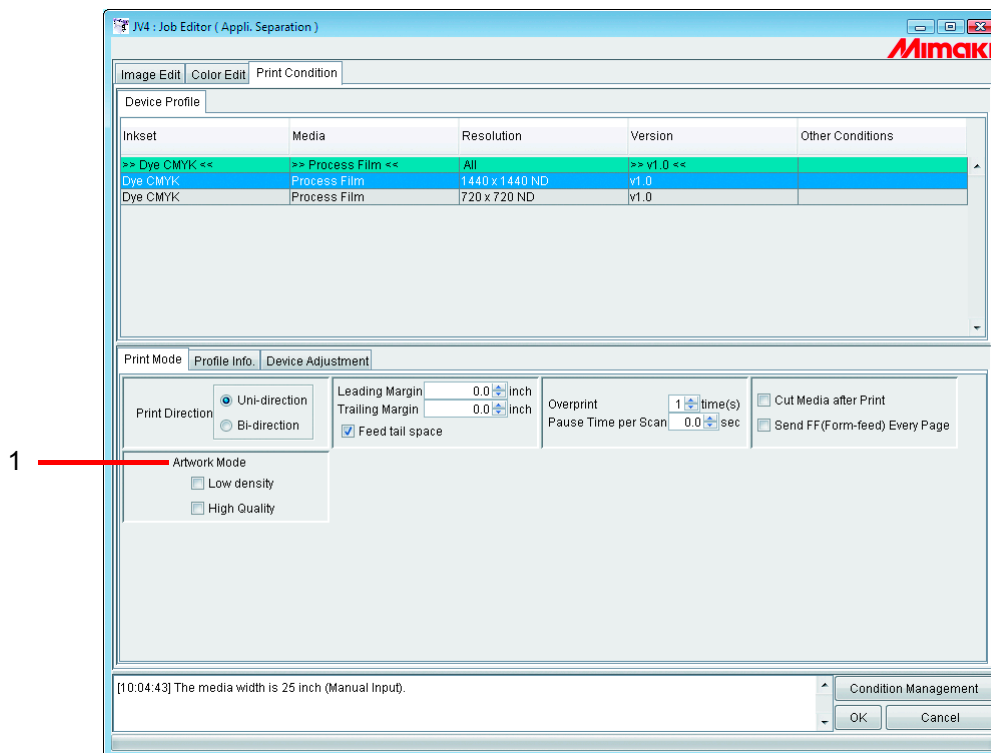 JV4 : Job Editor ( Appli. Separation )
Mimaki
Image Edit Color Edit Print Condition
Device Profile
Inkset Media Resolution Version Other Conditions
>> Dye CMYK << >> Process Film << All >> v1.0 <<
Dye CMYK Process Film 1440 x 1440 ND v1.0
Dye CMYK Process Film 720 x 720 ND v1.0
Print Mode Profile Info. Device Adjustment
Print Direction
Uni-direction
Bi-direction
Leading Margin 0.0 inch
Trailing Margin 0.0 inch
Feed tail space
Overprint 1 time(s)
Pause Time per Scan 0.0 sec
Cut Media after Print
Send FF(Form-feed) Every Page
1
Artwork Mode
Low density
High Quality
[10:04:43] The media width is 25 inch (Manual Input).
Condition Management
OK Cancel